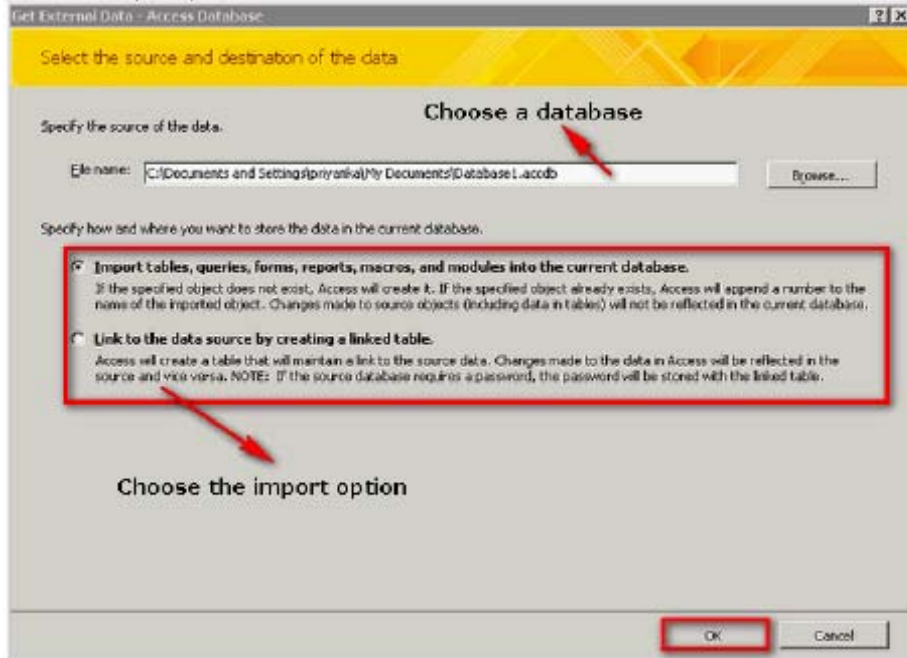 Get External Data - Access Database
Select the source and destination of the data
Choose a database
Specify the source of the data.
File name: C:\Documents and Settings\priyanka\My Documents\Database1.accdb Browse...
Specify how and where you want to store the data in the current database.
Import tables, queries, forms, reports, macros, and modules into the current database.
If the specified object does not exist, Access will create it. If the specified object already exists, Access will append a number to the
name of the imported object. Changes made to source objects (including data in tables) will not be reflected in the current database.
Link to the data source by creating a linked table.
Access will create a table that will maintain a link to the source data. Changes made to the data in Access will be reflected in the
source and vice versa. NOTE: If the source database requires a password, the password will be stored with the linked table.
Choose the import option
OK Cancel